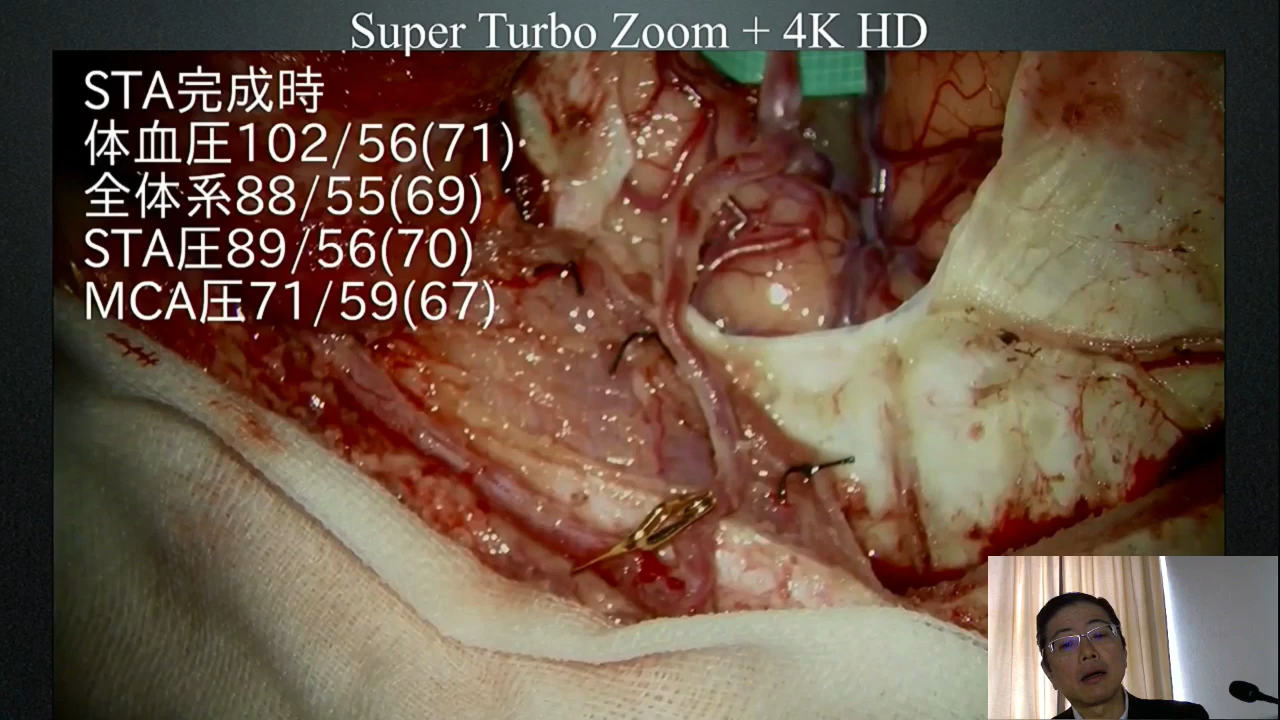 Super Turbo Zoom + 4K HD
STA完成時
体血圧102/56(71)
全体系88/55(69)
STA圧89/56(70)
MCA圧71/59(67)